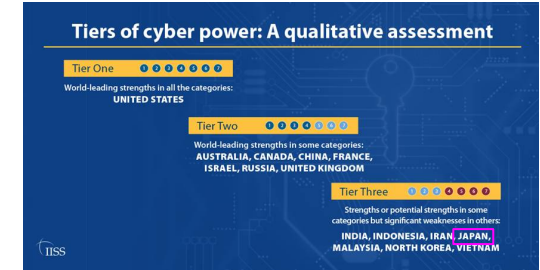 Tiers of cyber power: A qualitative assessment
Tier One 1 2 3 4 5 6 7
World-leading strengths in all the categories:
UNITED STATES
Tier Two 1 2 3 4 5 6 7
World-leading strengths in some categories:
AUSTRALIA, CANADA, CHINA, FRANCE,
ISRAEL, RUSSIA, UNITED KINGDOM
Tier Three 1 2 3 4 5 6 7
Strengths or potential strengths in some
categories but significant weaknesses in others:
INDIA, INDONESIA, IRAN, JAPAN,
MALAYSIA, NORTH KOREA, VIETNAM
IISS